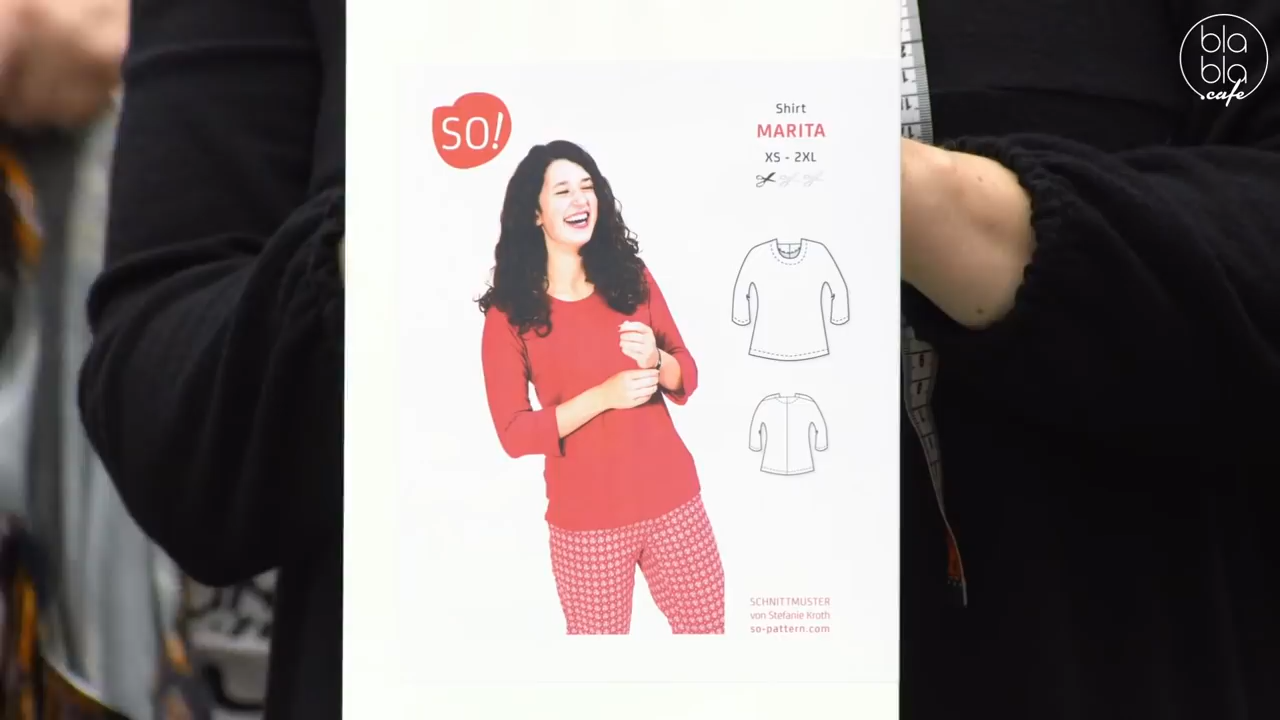 SO!
Shirt
MARITA
XS - 2XL
SCHNITTMUSTER
von Stefanie Kroth
so-pattern.com
bla
bla
.cafe